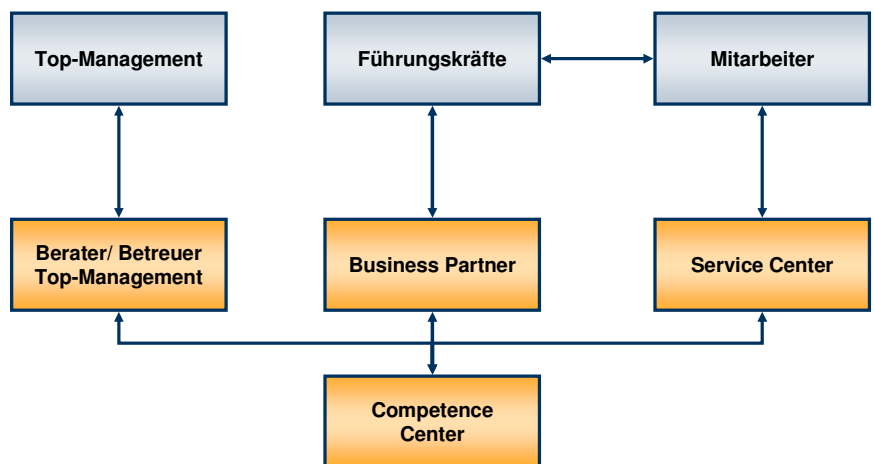 Top-Management
Führungskräfte
Mitarbeiter
Berater/ Betreuer
Top-Management
Business Partner
Service Center
Competence
Center